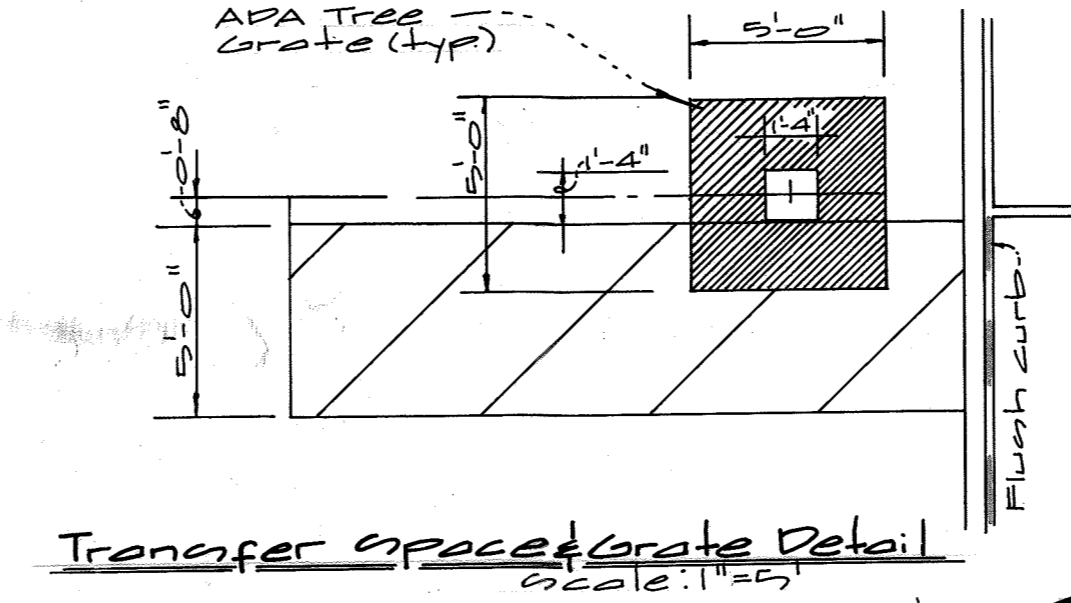 ADA Tree
Grate (typ.)
5'-0"
1'-4"
5'-0"
1'-4"
0'-8"
5'-0"
Flush curb
Transfer Space & Grate Detail
Scale: 1"=5'